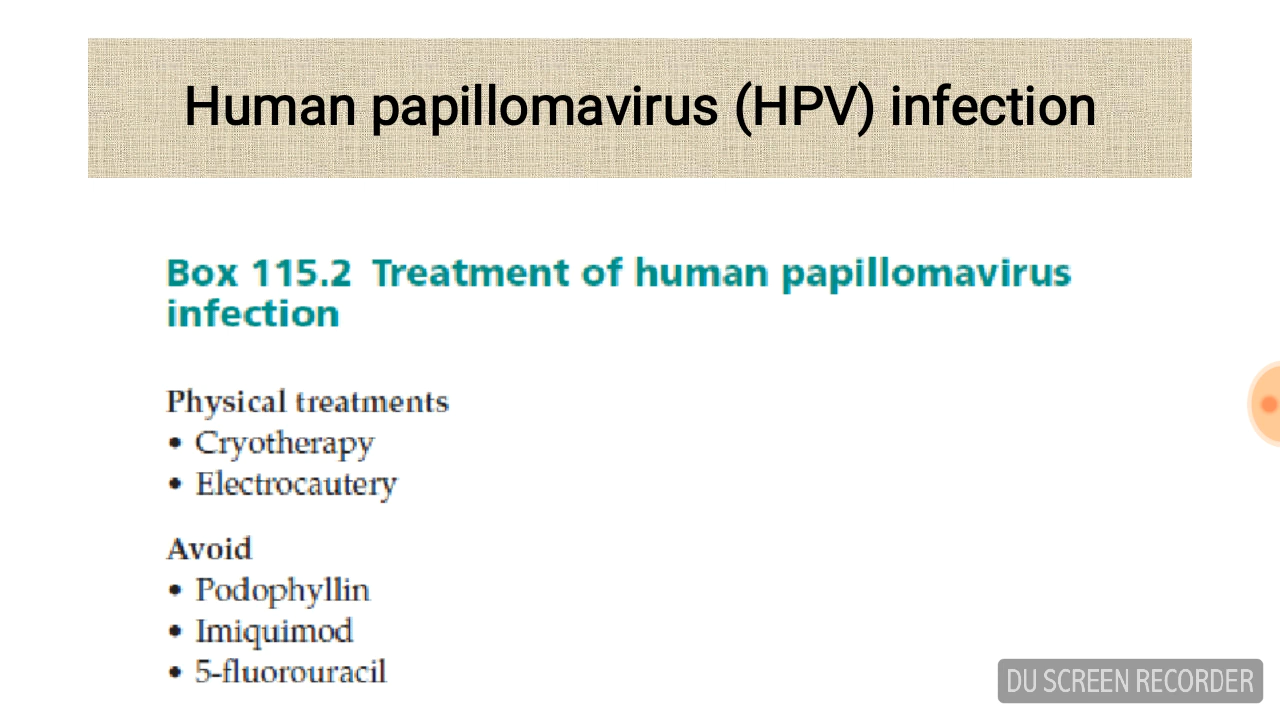 Human papillomavirus (HPV) infection
Box 115.2 Treatment of human papillomavirus
infection
Physical treatments
• Cryotherapy
• Electrocautery
Avoid
• Podophyllin
• Imiquimod
• 5-fluorouracil
DU SCREEN RECORDER